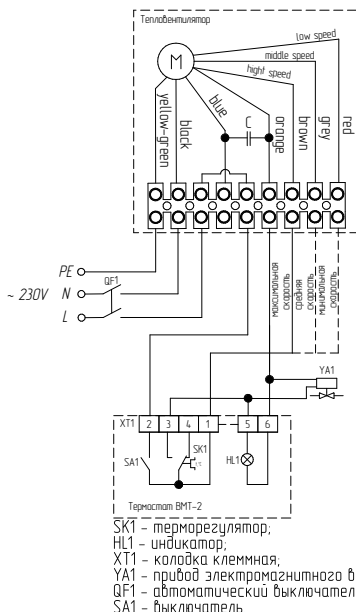 Тепловентилятор
low speed
middle speed
hight speed
M
yellow-green
black
blue
C
orange
brown
grey
red
PE
~ 230V
N
QF1
L
максимальная скорость
средняя скорость
минимальная скорость
YA1
XT1
2
3
4
1
5
6
SA1
SK1
t°C
HL1
Термостат ВМТ-2
SK1 - терморегулятор;
HL1 - индикатор;
XT1 - колодка клеммная;
YA1 - привод электромагнитного в
QF1 - автоматический выключател
SA1 - выключатель